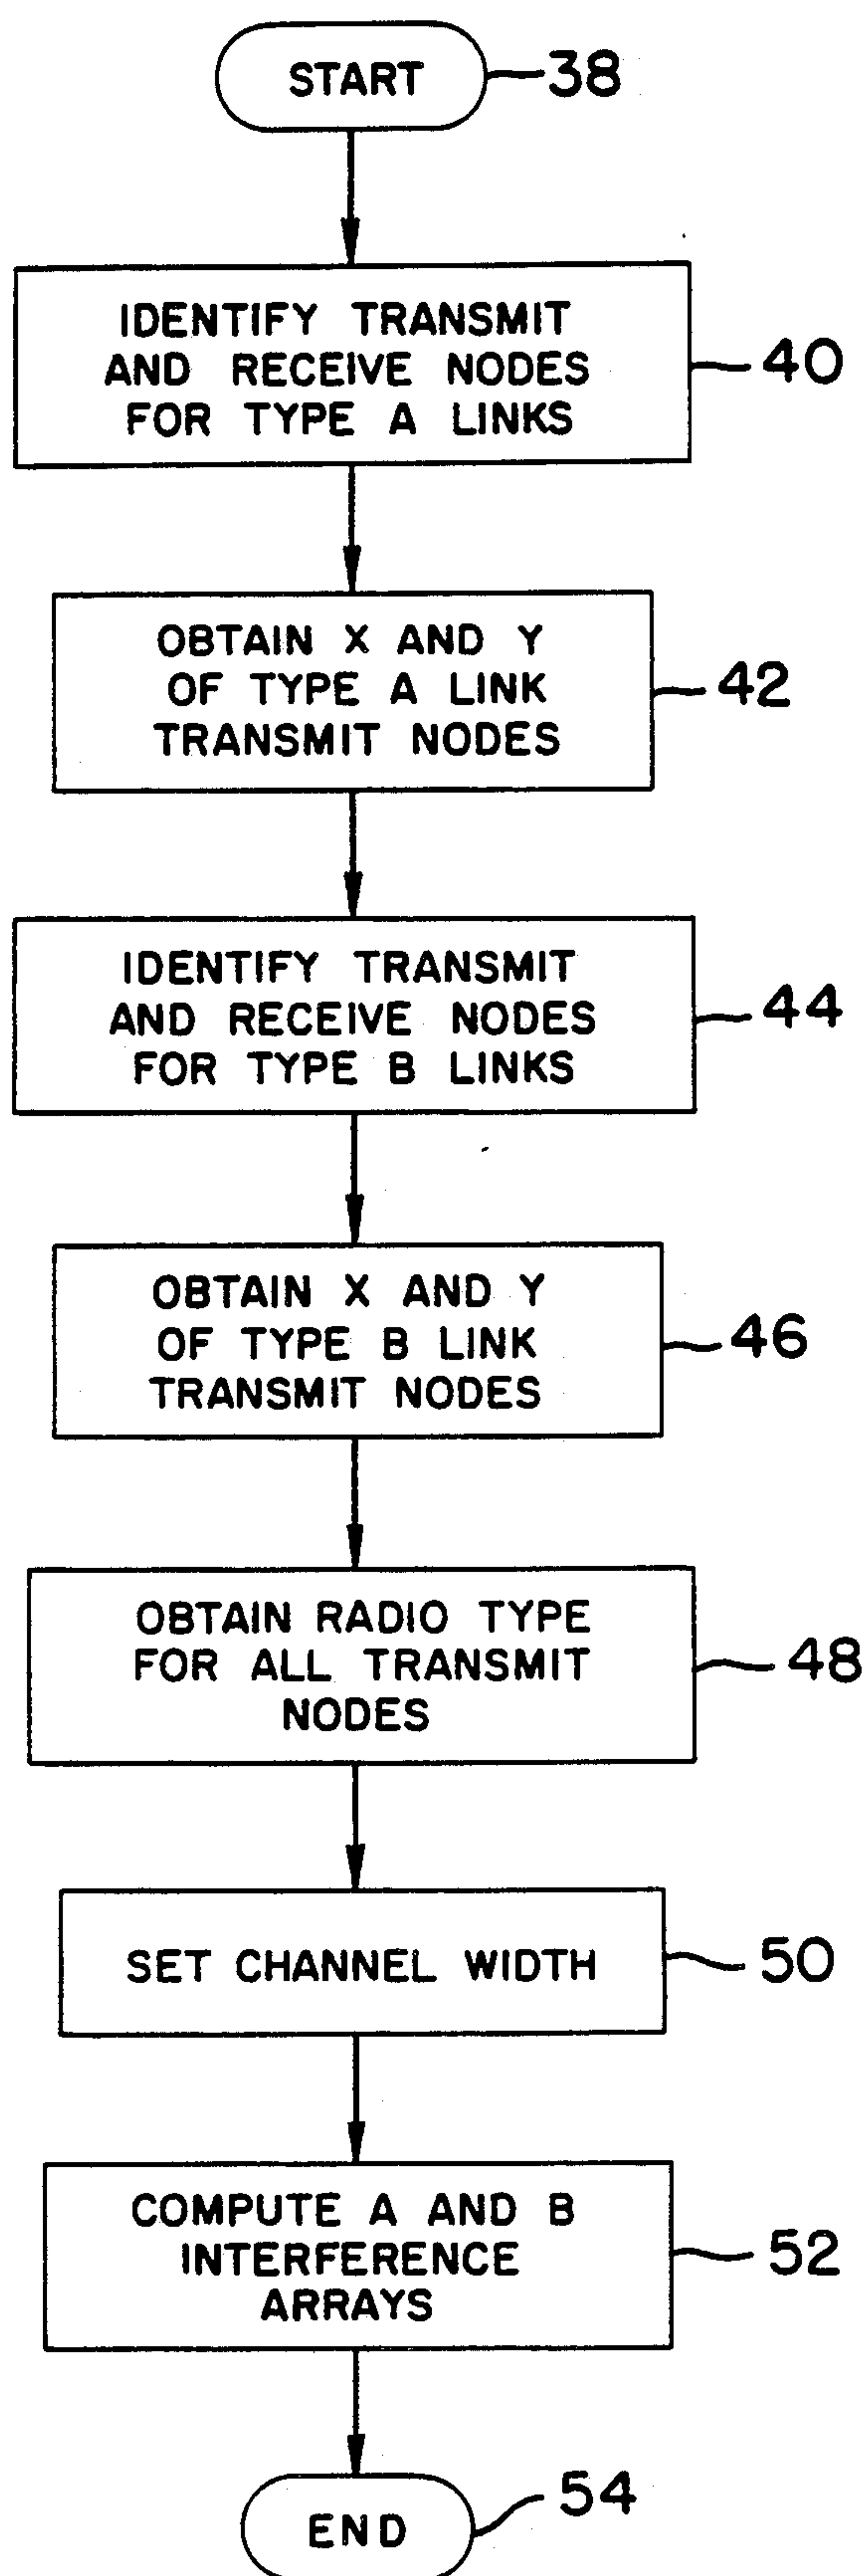 START
38
IDENTIFY TRANSMIT
AND RECEIVE NODES
FOR TYPE A LINKS
40
OBTAIN X AND Y
OF TYPE A LINK
TRANSMIT NODES
42
IDENTIFY TRANSMIT
AND RECEIVE NODES
FOR TYPE B LINKS
44
OBTAIN X AND Y
OF TYPE B LINK
TRANSMIT NODES
46
OBTAIN RADIO TYPE
FOR ALL TRANSMIT
NODES
48
SET CHANNEL WIDTH
50
COMPUTE A AND B
INTERFERENCE
ARRAYS
52
END
54